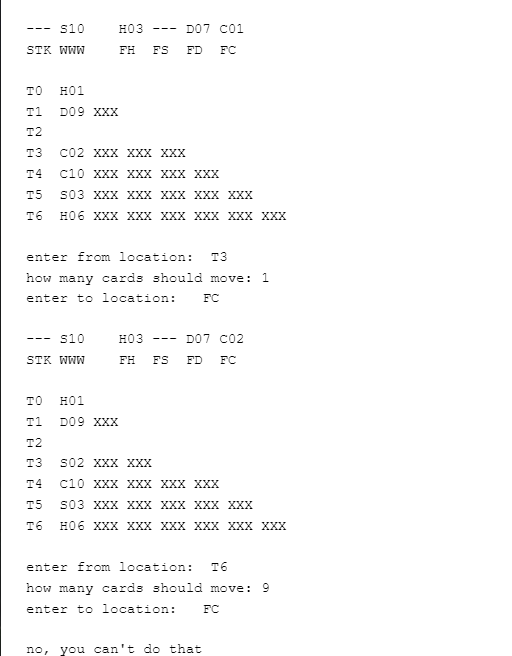 --- S10    H03 --- D07 C01
STK WWW    FH  FS  FD  FC
T0  H01
T1  D09 XXX
T2
T3  C02 XXX XXX XXX
T4  C10 XXX XXX XXX XXX
T5  S03 XXX XXX XXX XXX XXX
T6  H06 XXX XXX XXX XXX XXX XXX
enter from location:  T3
how many cards should move: 1
enter to location:   FC
--- S10    H03 --- D07 C02
STK WWW    FH  FS  FD  FC
T0  H01
T1  D09 XXX
T2
T3  S02 XXX XXX
T4  C10 XXX XXX XXX XXX
T5  S03 XXX XXX XXX XXX XXX
T6  H06 XXX XXX XXX XXX XXX XXX
enter from location:  T6
how many cards should move: 9
enter to location:   FC
no, you can't do that